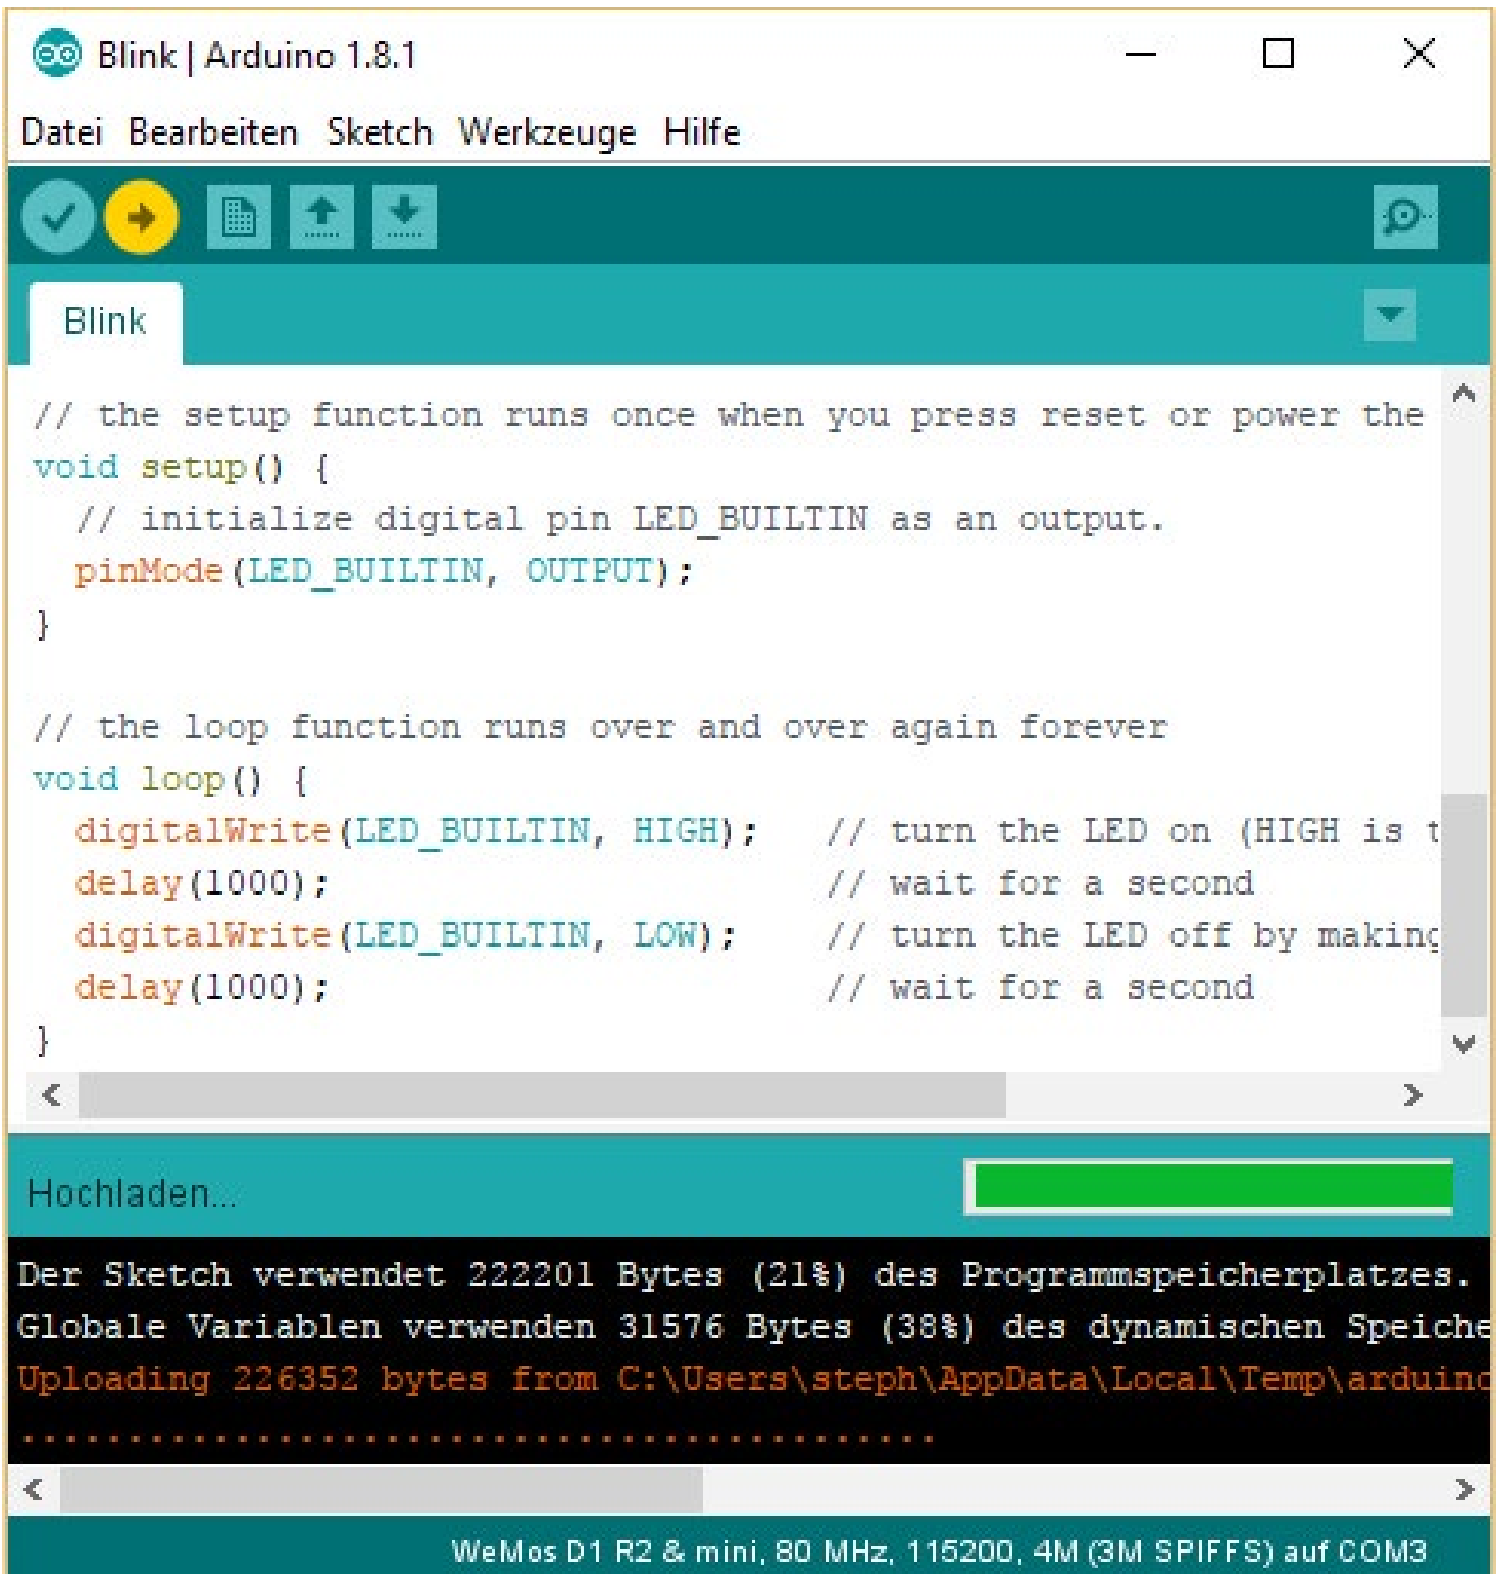 Blink | Arduino 1.8.1
Datei Bearbeiten Sketch Werkzeuge Hilfe
Blink
// the setup function runs once when you press reset or power the
void setup() {
  // initialize digital pin LED_BUILTIN as an output.
  pinMode(LED_BUILTIN, OUTPUT);
}
// the loop function runs over and over again forever
void loop() {
  digitalWrite(LED_BUILTIN, HIGH);   // turn the LED on (HIGH is t
  delay(1000);                       // wait for a second
  digitalWrite(LED_BUILTIN, LOW);    // turn the LED off by making
  delay(1000);                       // wait for a second
}
Hochladen...
Der Sketch verwendet 222201 Bytes (21%) des Programmspeicherplatzes.
Globale Variablen verwenden 31576 Bytes (38%) des dynamischen Speiche
Uploading 226352 bytes from C:\Users\steph\AppData\Local\Temp\arduino
...........................................
WeMos D1 R2 & mini, 80 MHz, 115200, 4M (3M SPIFFS) auf COM3